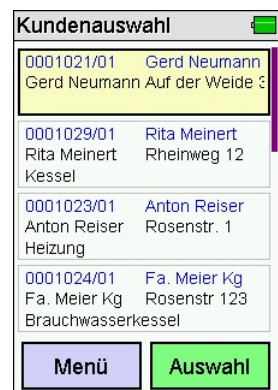 Kundenauswahl
0001021/01 Gerd Neumann
Gerd Neumann Auf der Weide 3
0001029/01 Rita Meinert
Rita Meinert Rheinweg 12
Kessel
0001023/01 Anton Reiser
Anton Reiser Rosenstr. 1
Heizung
0001024/01 Fa. Meier Kg
Fa. Meier Kg Rosenstr 123
Brauchwasserkessel
Menü Auswahl